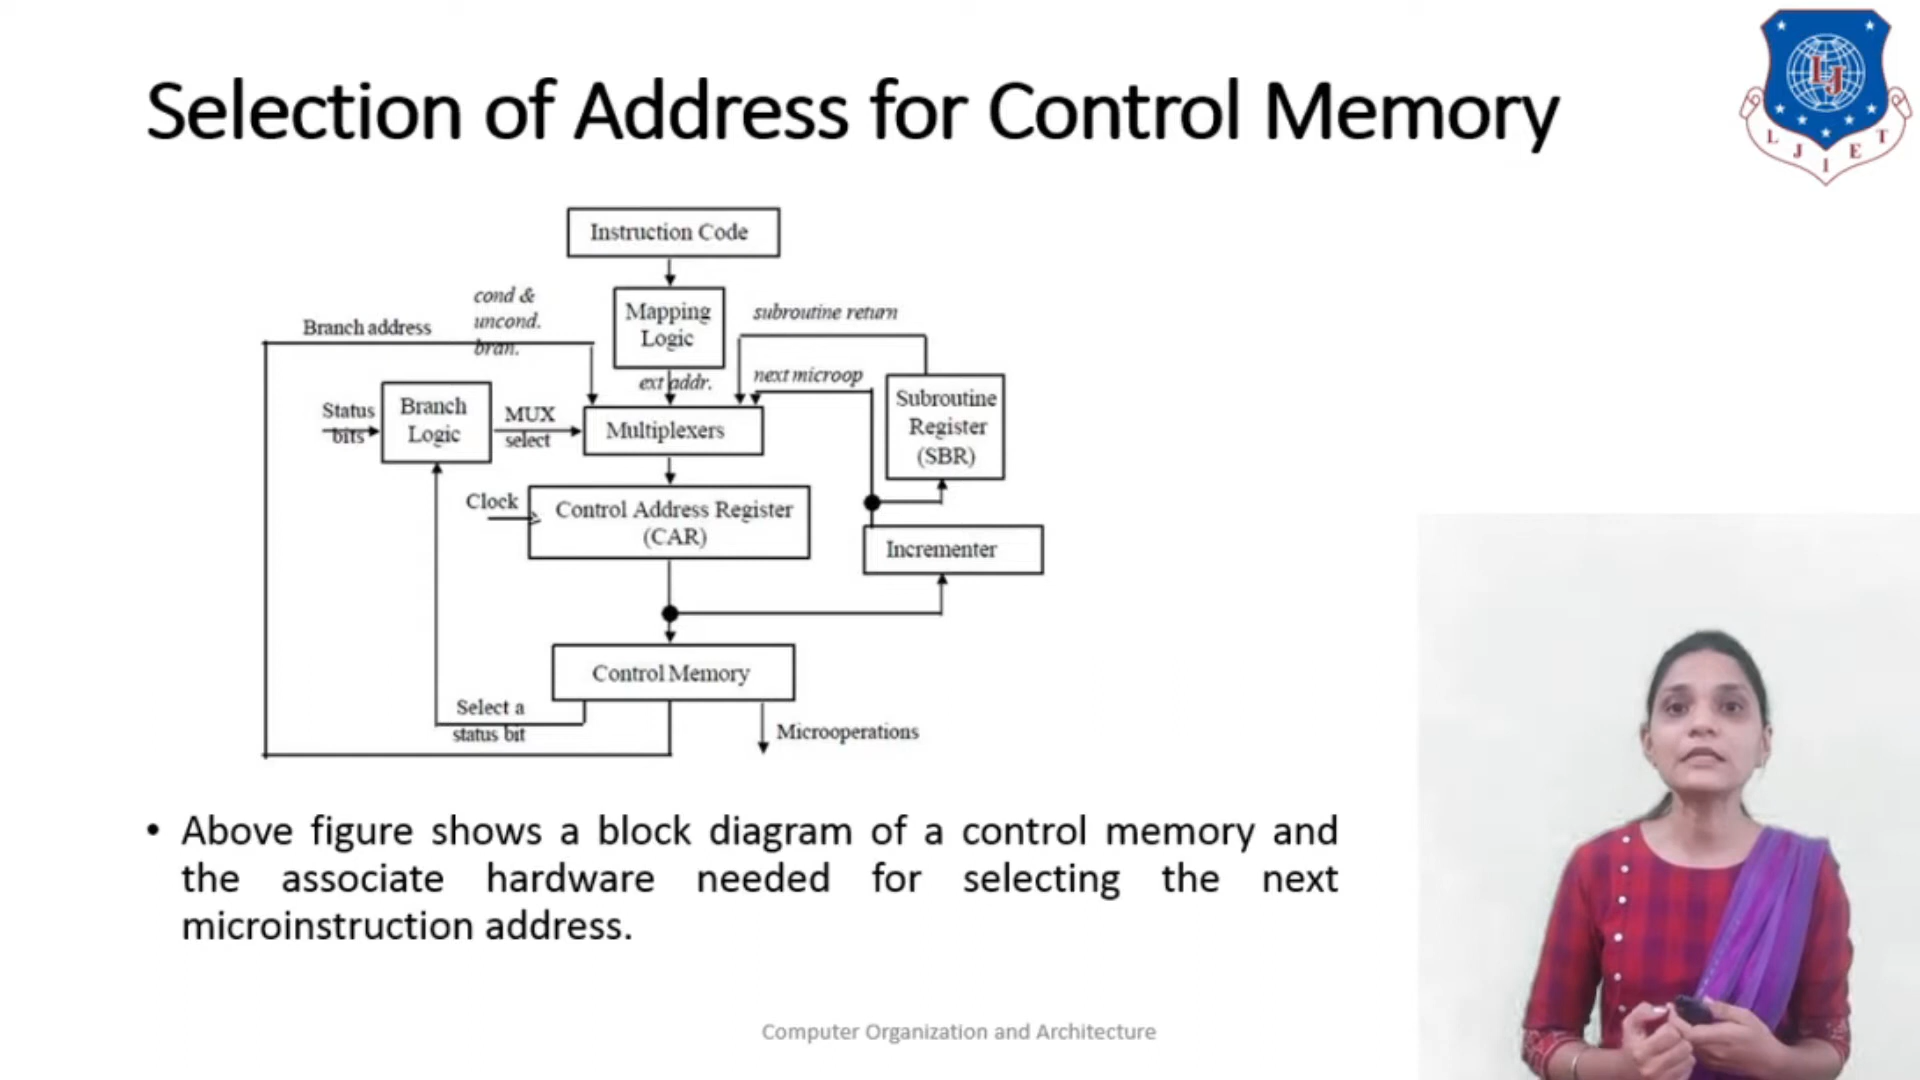 Selection of Address for Control Memory
L J I E T
LJ
Instruction Code
Mapping
Logic
cond &
uncond.
bran.
Branch address
subroutine return
ext addr.
next microop
Status
bits
Branch
Logic
MUX
select
Multiplexers
Subroutine
Register
(SBR)
Clock
Control Address Register
(CAR)
Incrementer
Control Memory
Select a
status bit
Microoperations
• Above figure shows a block diagram of a control memory and
the associate hardware needed for selecting the next
microinstruction address.
Computer Organization and Architecture